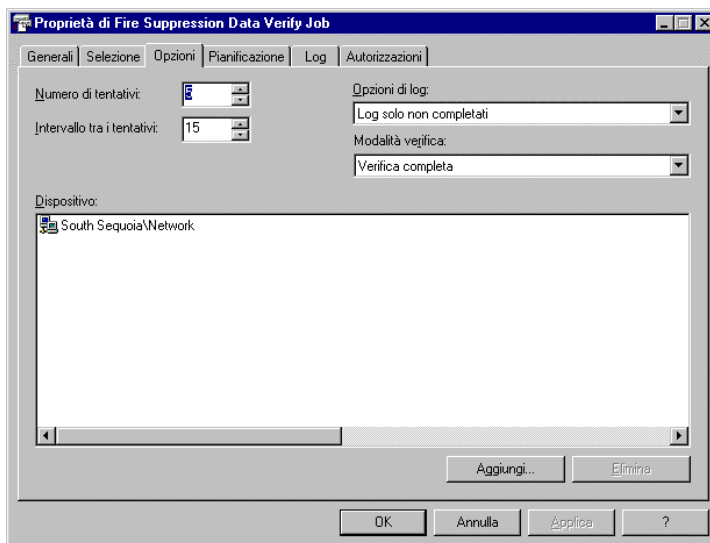 Proprietà di Fire Suppression Data Verify Job
Generali Selezione Opzioni Pianificazione Log Autorizzazioni
Numero di tentativi: 5
Intervallo tra i tentativi: 15
Opzioni di log:
Log solo non completati
Modalità verifica:
Verifica completa
Dispositivo:
South Sequoia\Network
Aggiungi... Elimina
OK Annulla Applica ?